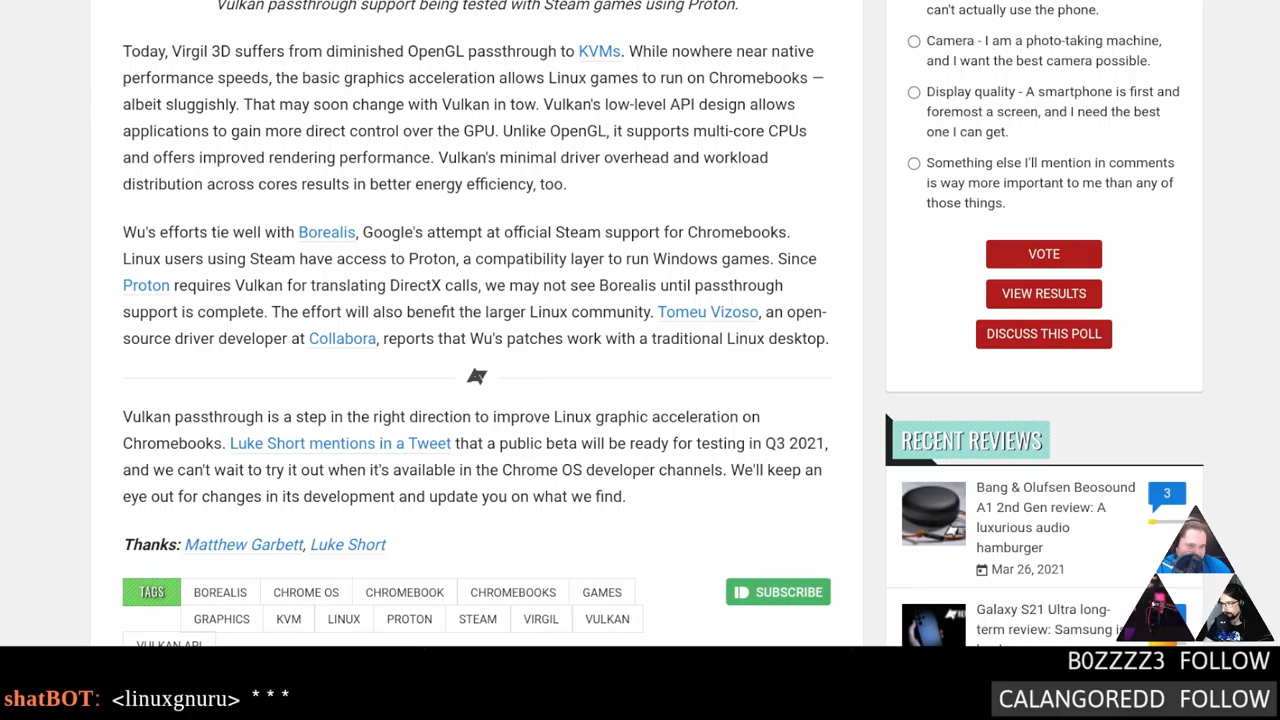 Vulkan passthrough support being tested with Steam games using Proton.
Today, Virgil 3D suffers from diminished OpenGL passthrough to KVMs. While nowhere near native
performance speeds, the basic graphics acceleration allows Linux games to run on Chromebooks —
albeit sluggishly. That may soon change with Vulkan in tow. Vulkan's low-level API design allows
applications to gain more direct control over the GPU. Unlike OpenGL, it supports multi-core CPUs
and offers improved rendering performance. Vulkan's minimal driver overhead and workload
distribution across cores results in better energy efficiency, too.
Wu's efforts tie well with Borealis, Google's attempt at official Steam support for Chromebooks.
Linux users using Steam have access to Proton, a compatibility layer to run Windows games. Since
Proton requires Vulkan for translating DirectX calls, we may not see Borealis until passthrough
support is complete. The effort will also benefit the larger Linux community. Tomeu Vizoso, an open-
source driver developer at Collabora, reports that Wu's patches work with a traditional Linux desktop.
Vulkan passthrough is a step in the right direction to improve Linux graphic acceleration on
Chromebooks. Luke Short mentions in a Tweet that a public beta will be ready for testing in Q3 2021,
and we can't wait to try it out when it's available in the Chrome OS developer channels. We'll keep an
eye out for changes in its development and update you on what we find.
Thanks: Matthew Garbett, Luke Short
TAGS BOREALIS CHROME OS CHROMEBOOK CHROMEBOOKS GAMES
GRAPHICS KVM LINUX PROTON STEAM VIRGIL VULKAN
VULKAN API
SUBSCRIBE
can't actually use the phone.
Camera - I am a photo-taking machine,
and I want the best camera possible.
Display quality - A smartphone is first and
foremost a screen, and I need the best
one I can get.
Something else I'll mention in comments
is way more important to me than any of
those things.
VOTE
VIEW RESULTS
DISCUSS THIS POLL
RECENT REVIEWS
Bang & Olufsen Beosound
A1 2nd Gen review: A
luxurious audio
hamburger
3
Mar 26, 2021
Galaxy S21 Ultra long-
term review: Samsung
B0ZZZZ3 FOLLOW
CALANGOREDD FOLLOW
shatBOT: <linuxgnuru> * * *